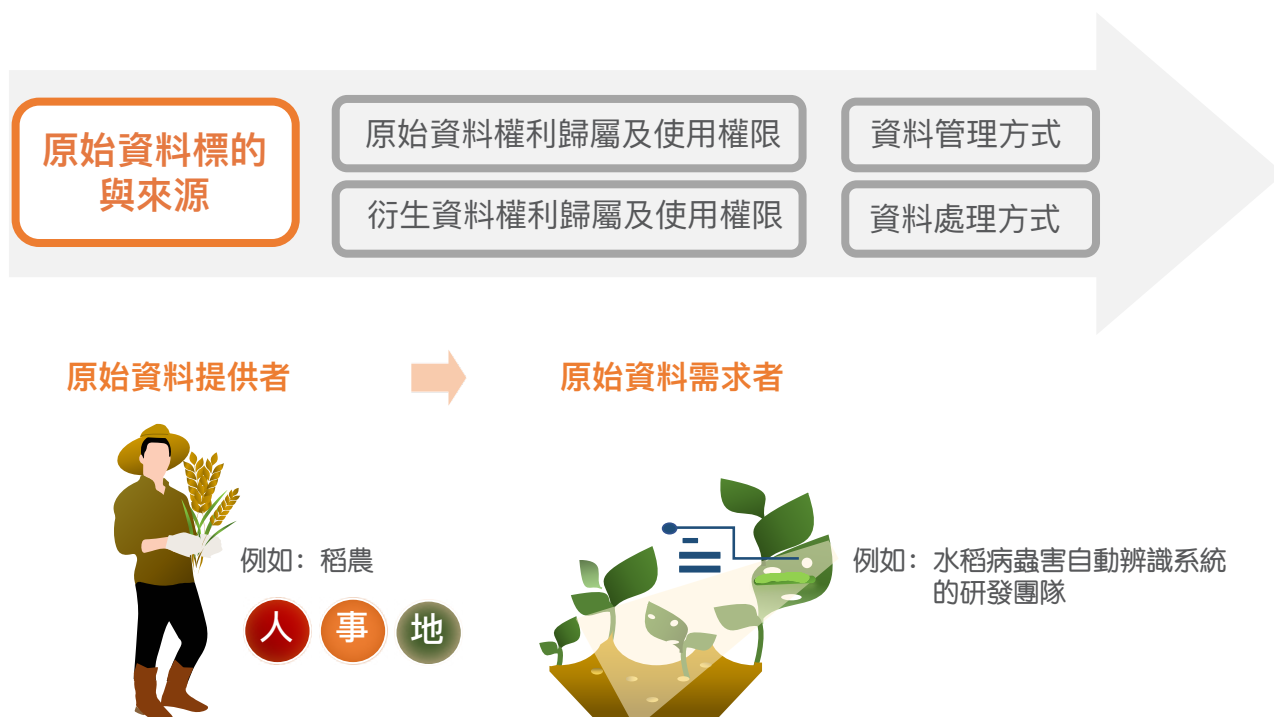 原始資料標的
與來源
原始資料權利歸屬及使用權限
資料管理方式
衍生資料權利歸屬及使用權限
資料處理方式
原始資料提供者
原始資料需求者
例如：稻農
人 事 地
例如：水稻病蟲害自動辨識系統
的研發團隊